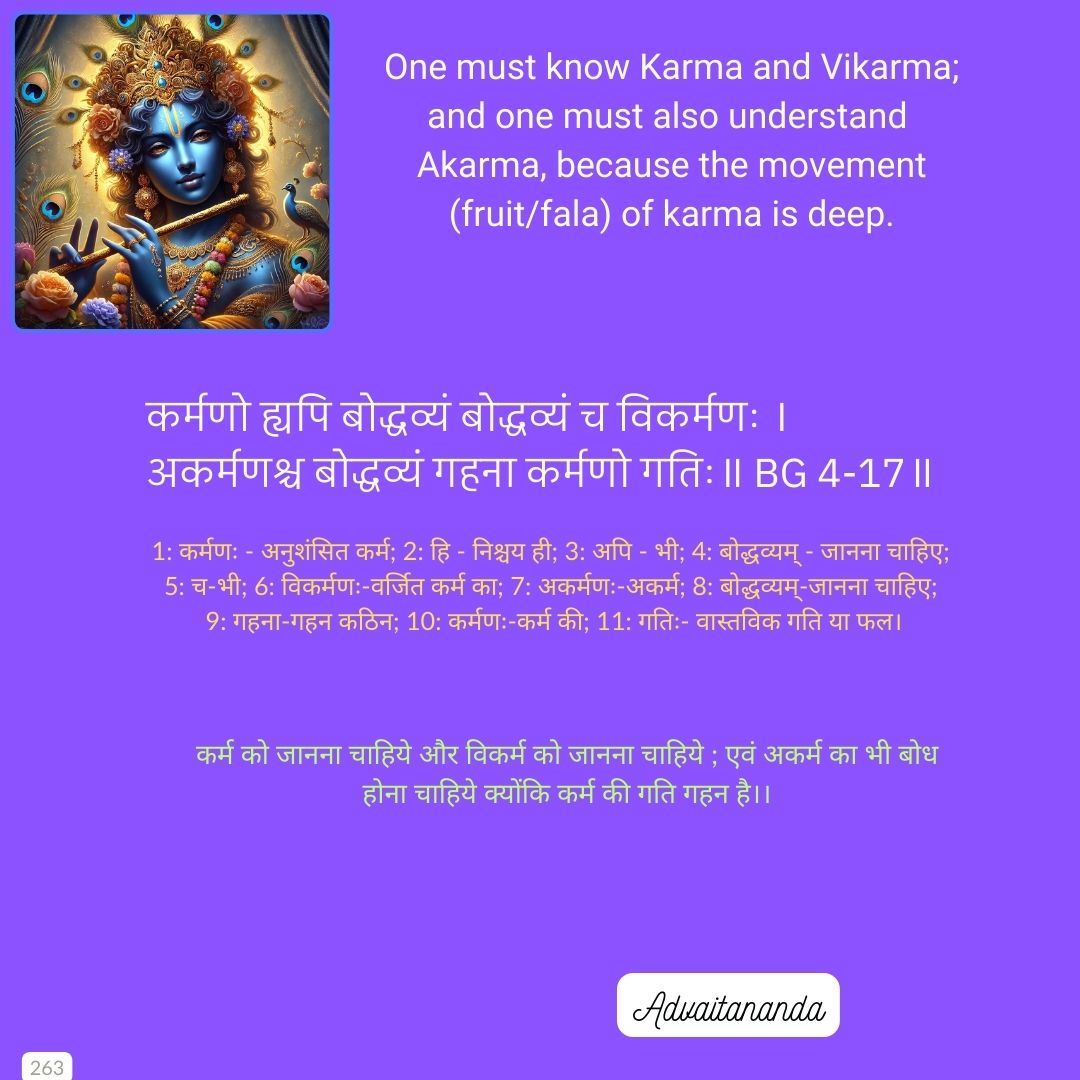 One must know Karma and Vikarma;
and one must also understand
Akarma, because the movement
(fruit/fala) of karma is deep.
कर्मणो ह्यपि बोद्धव्यं बोद्धव्यं च विकर्मणः ।
अकर्मणश्च बोद्धव्यं गहना कर्मणो गतिः॥ BG 4-17॥
1: कर्मणः - अनुशंसित कर्म; 2: हि - निश्चय ही; 3: अपि - भी; 4: बोद्धव्यम् - जानना चाहिए;
5: च-भी; 6: विकर्मणः-वर्जित कर्म का; 7: अकर्मणः-अकर्म; 8: बोद्धव्यम्-जानना चाहिए;
9: गहना-गहन कठिन; 10: कर्मणः-कर्म की; 11: गतिः- वास्तविक गति या फल।
कर्म को जानना चाहिये और विकर्म को जानना चाहिये ; एवं अकर्म का भी बोध
होना चाहिये क्योंकि कर्म की गति गहन है।।
Advaitananda
263